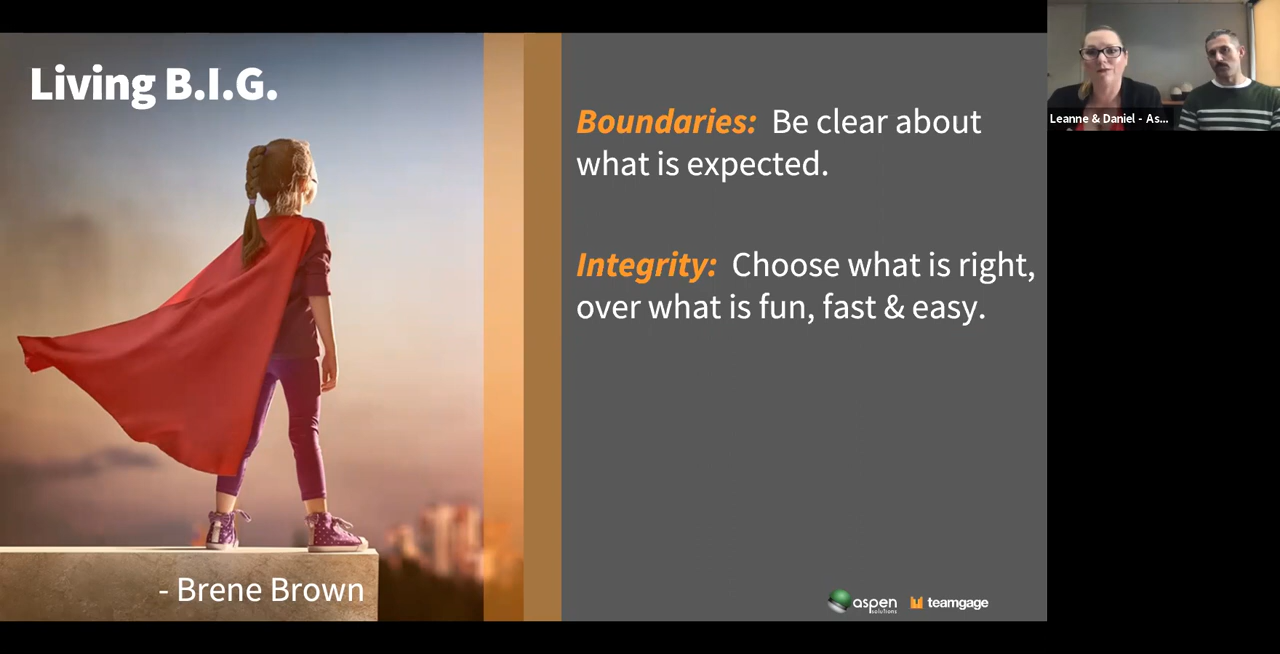 Living B.I.G.
- Brene Brown
Boundaries: Be clear about
what is expected.
Integrity: Choose what is right,
over what is fun, fast & easy.
aspen
solutions
teamgage
Leanne & Daniel - As...